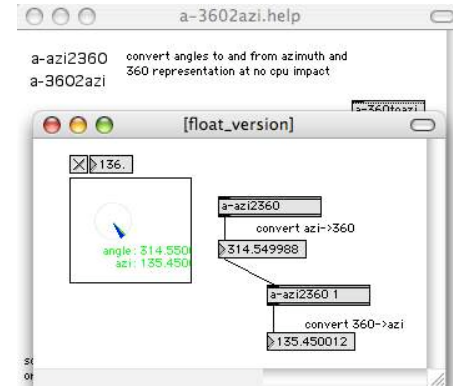 a-3602azi.help
a-azi2360
a-3602azi
convert angles to and from azimuth and
360 representation at no cpu impact
a-360toazi
[float_version]
136.
angle: 314.5500
azi: 135.4500
a-azi2360
convert azi->360
314.549988
a-azi2360 1
convert 360->azi
135.450012